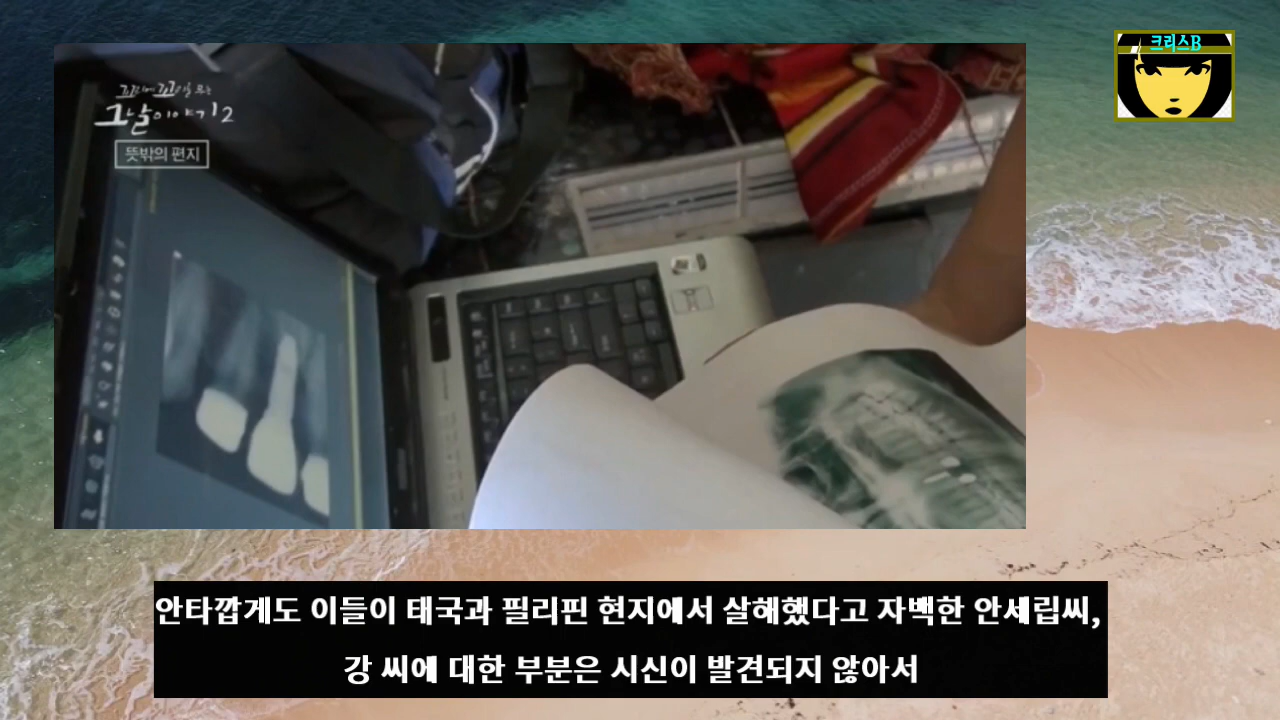 크리스B
꼬리에 꼬리를 무는
그날이야기2
뜻밖의 편지
안타깝게도 이들이 태국과 필리핀 현지에서 살해했다고 자백한 안세립씨,
강 씨에 대한 부분은 시신이 발견되지 않아서